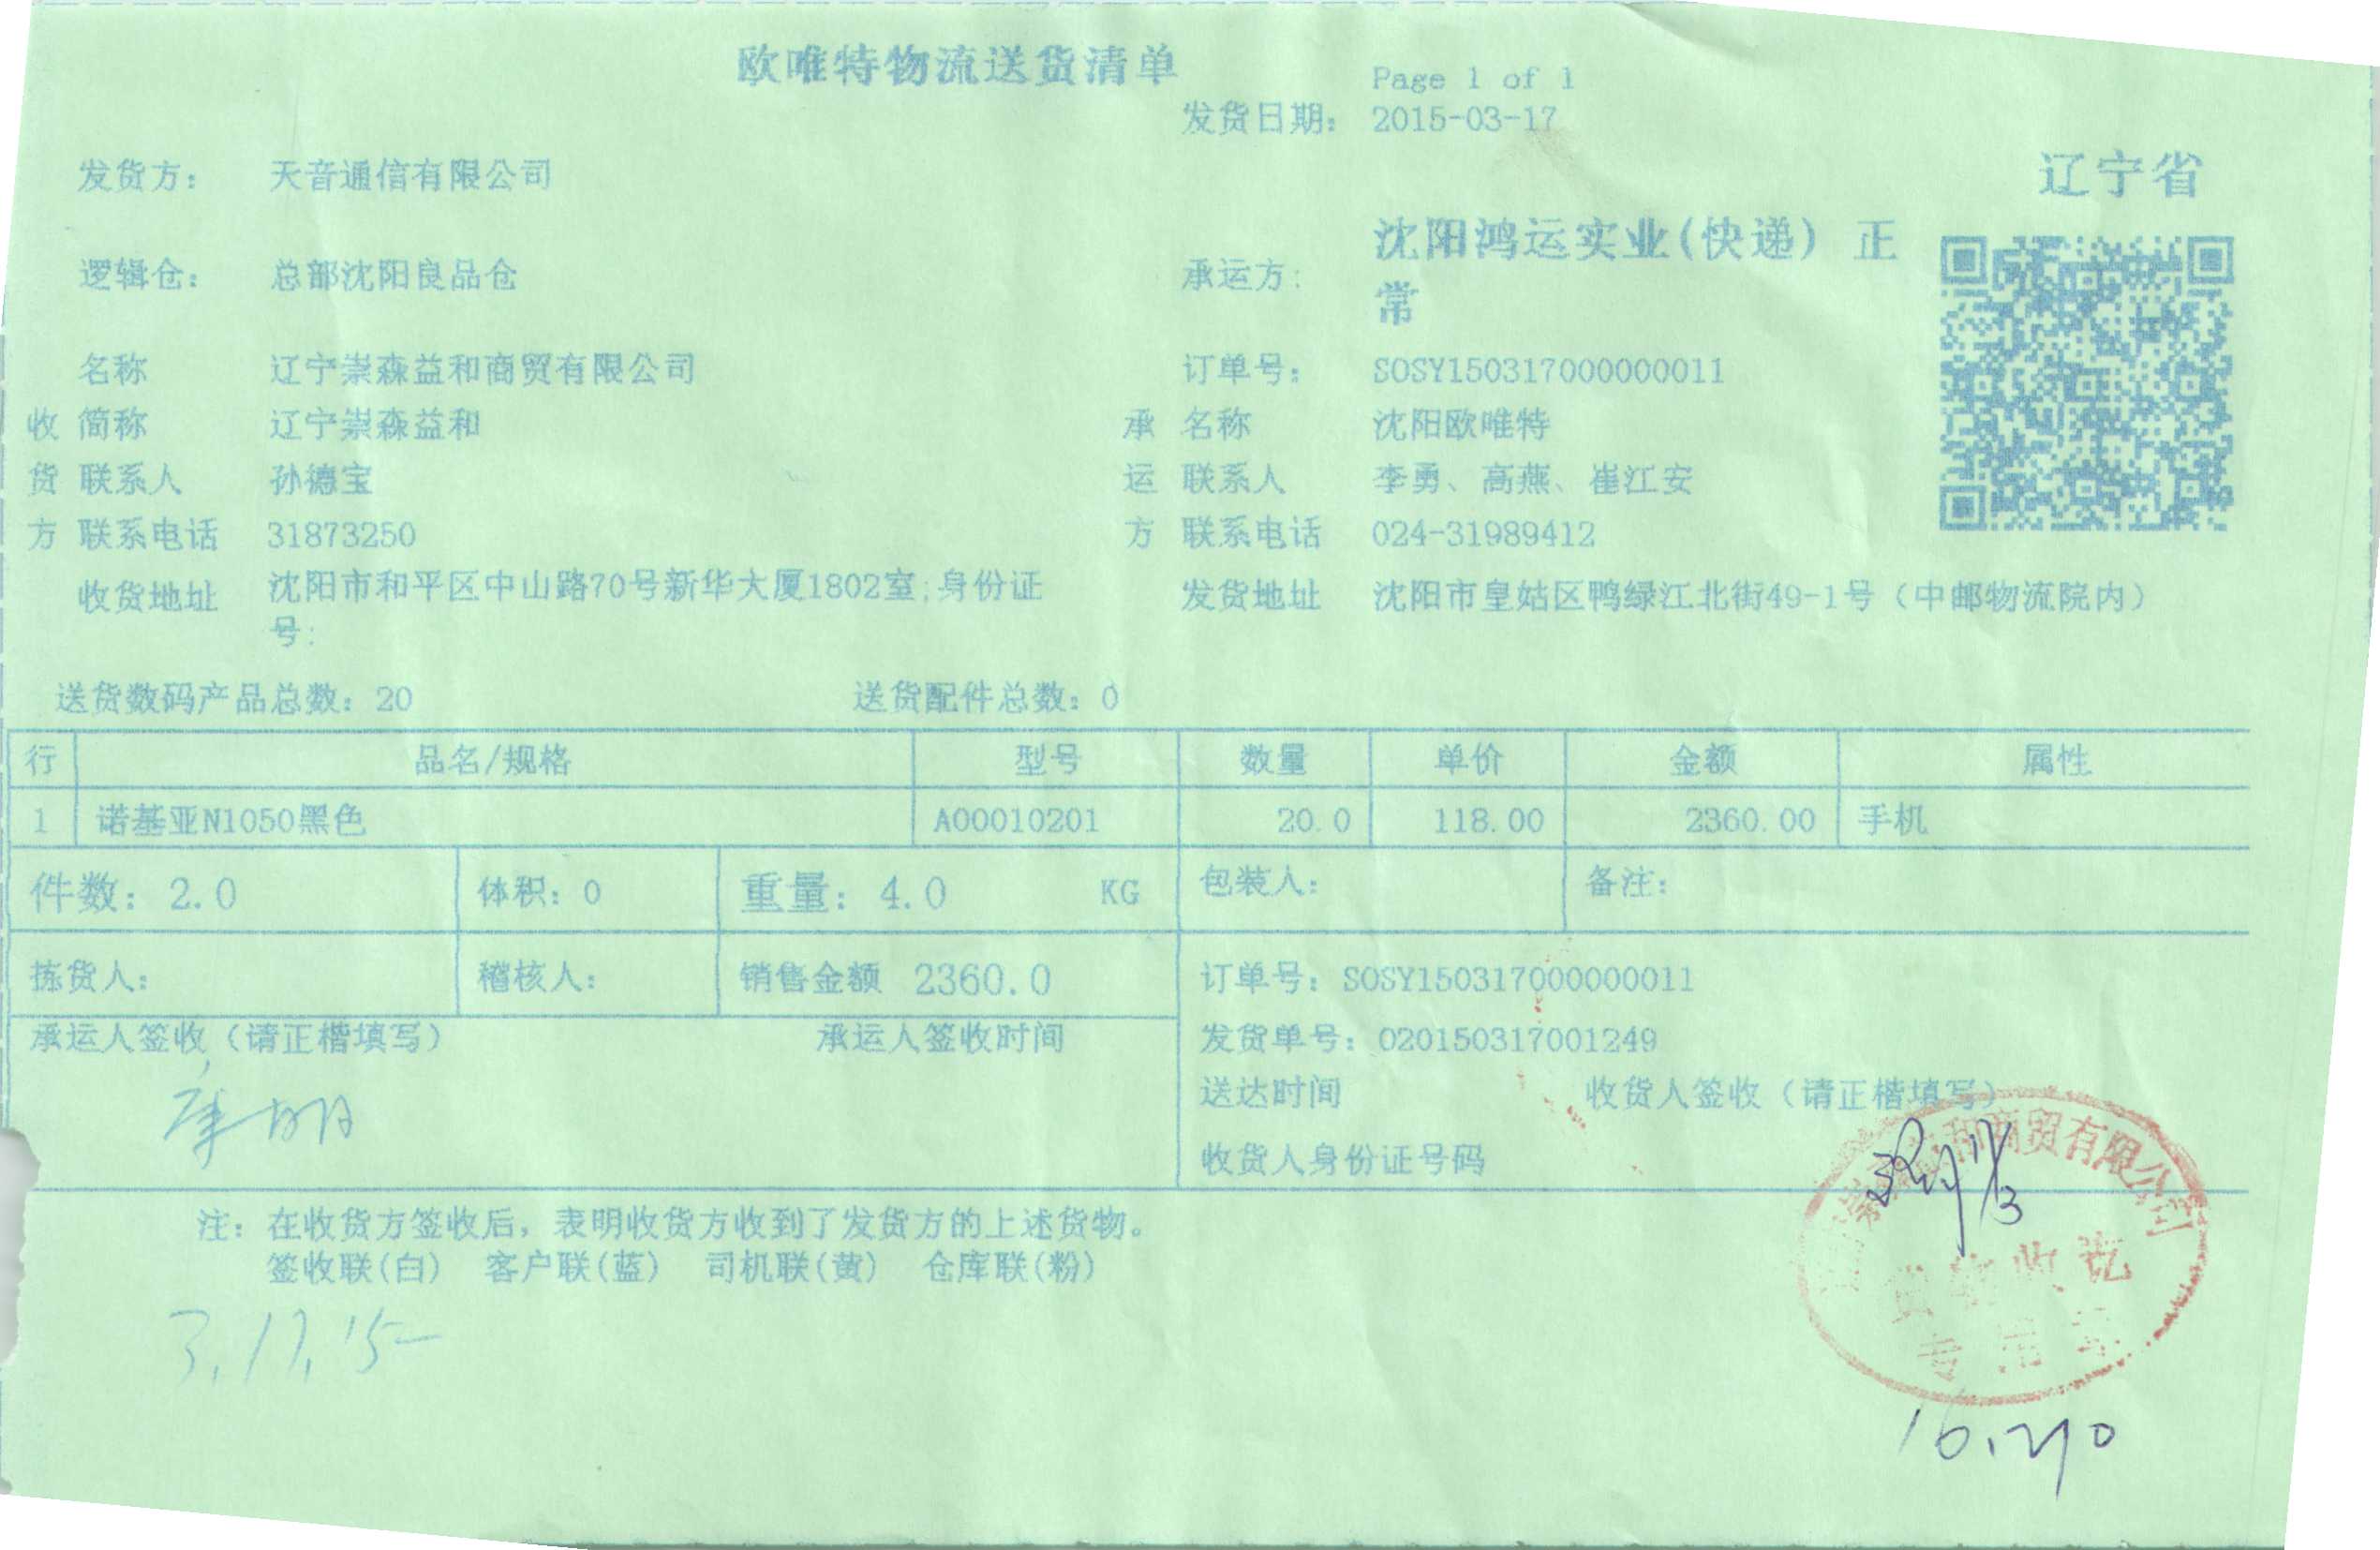 欧唯特物流送货清单
Page 1 of 1
发货日期: 2015-03-17
辽宁省
发货方: 天音通信有限公司
逻辑仓: 总部沈阳良品仓
承运方: 沈阳鸿运实业(快递) 正
常
名称 辽宁崇森益和商贸有限公司
订单号: SOSY150317000000011
收 简称 辽宁崇森益和
承 名称 沈阳欧唯特
货 联系人 孙德宝
运 联系人 李勇、高燕、崔江安
方 联系电话 31873250
方 联系电话 024-31989412
收货地址 沈阳市和平区中山路70号新华大厦1802室;身份证
号:
发货地址 沈阳市皇姑区鸭绿江北街49-1号（中邮物流院内）
送货数码产品总数: 20 送货配件总数: 0
行 品名/规格 型号 数量 单价 金额 属性
1 诺基亚N1050黑色 A00010201 20.0 118.00 2360.00 手机
件数: 2.0 体积: 0 重量: 4.0 KG 包装人: 备注:
拣货人: 稽核人: 销售金额 2360.0 订单号: SOSY150317000000011
承运人签收（请正楷填写） 承运人签收时间 发货单号: 020150317001249
送达时间 收货人签收（请正楷填写）
收货人身份证号码
商贸有限公司
货物收讫
专用章
注: 在收货方签收后，表明收货方收到了发货方的上述货物。
签收联(白) 客户联(蓝) 司机联(黄) 仓库联(粉)
3.17.15